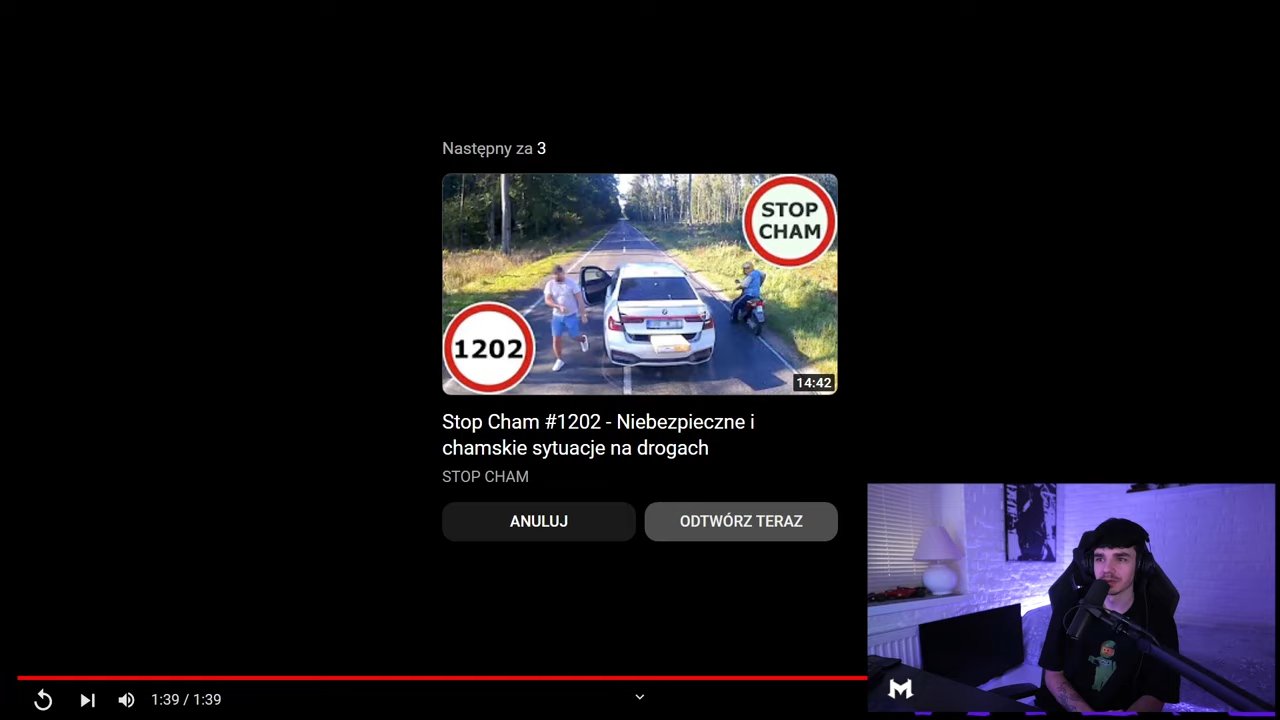 Następny za 3
STOP
CHAM
1202
14:42
Stop Cham #1202 - Niebezpieczne i
chamskie sytuacje na drogach
STOP CHAM
ANULUJ
ODTWÓRZ TERAZ
1:39 / 1:39
M